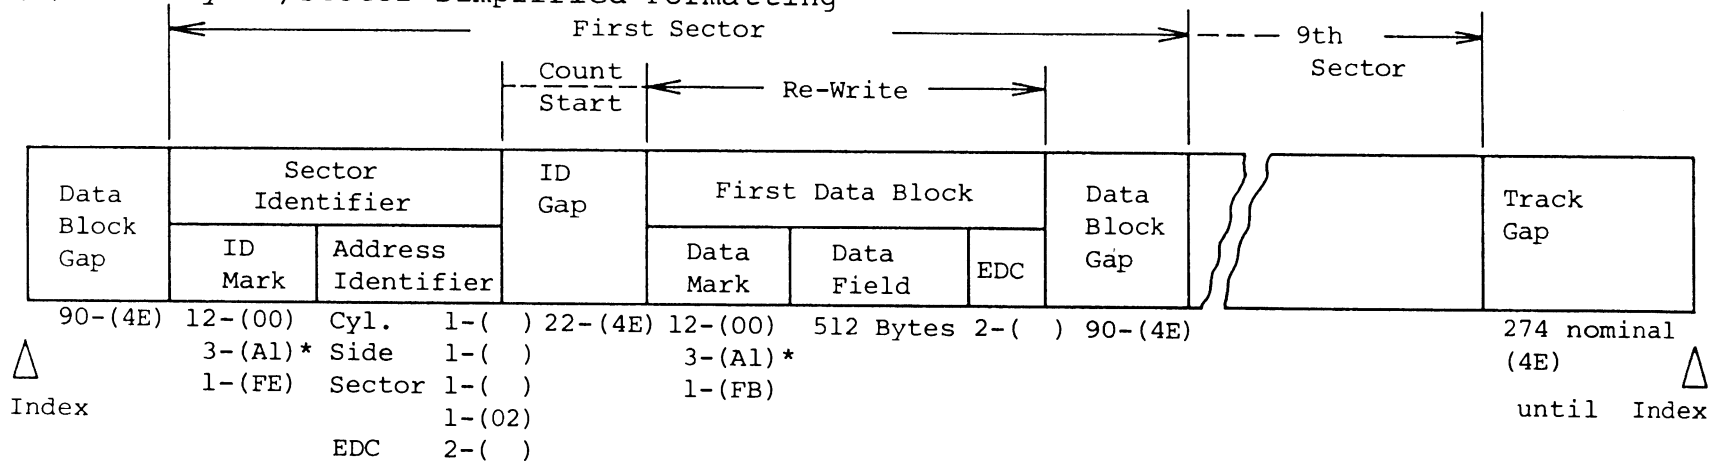 Simplified Formatting
First Sector
9th
Sector
Count
Start
Re-Write
Data
Block
Gap
Sector
Identifier
ID
Mark
Address
Identifier
ID
Gap
First Data Block
Data
Mark
Data
Field
EDC
Data
Block
Gap
Track
Gap
90-(4E)
12-(00)
3-(A1)*
1-(FE)
Cyl. 1-( )
Side 1-( )
Sector 1-( )
1-(02)
EDC 2-( )
22-(4E)
12-(00)
3-(A1)*
1-(FB)
512 Bytes
2-( )
90-(4E)
274 nominal
(4E)
until Index
Index